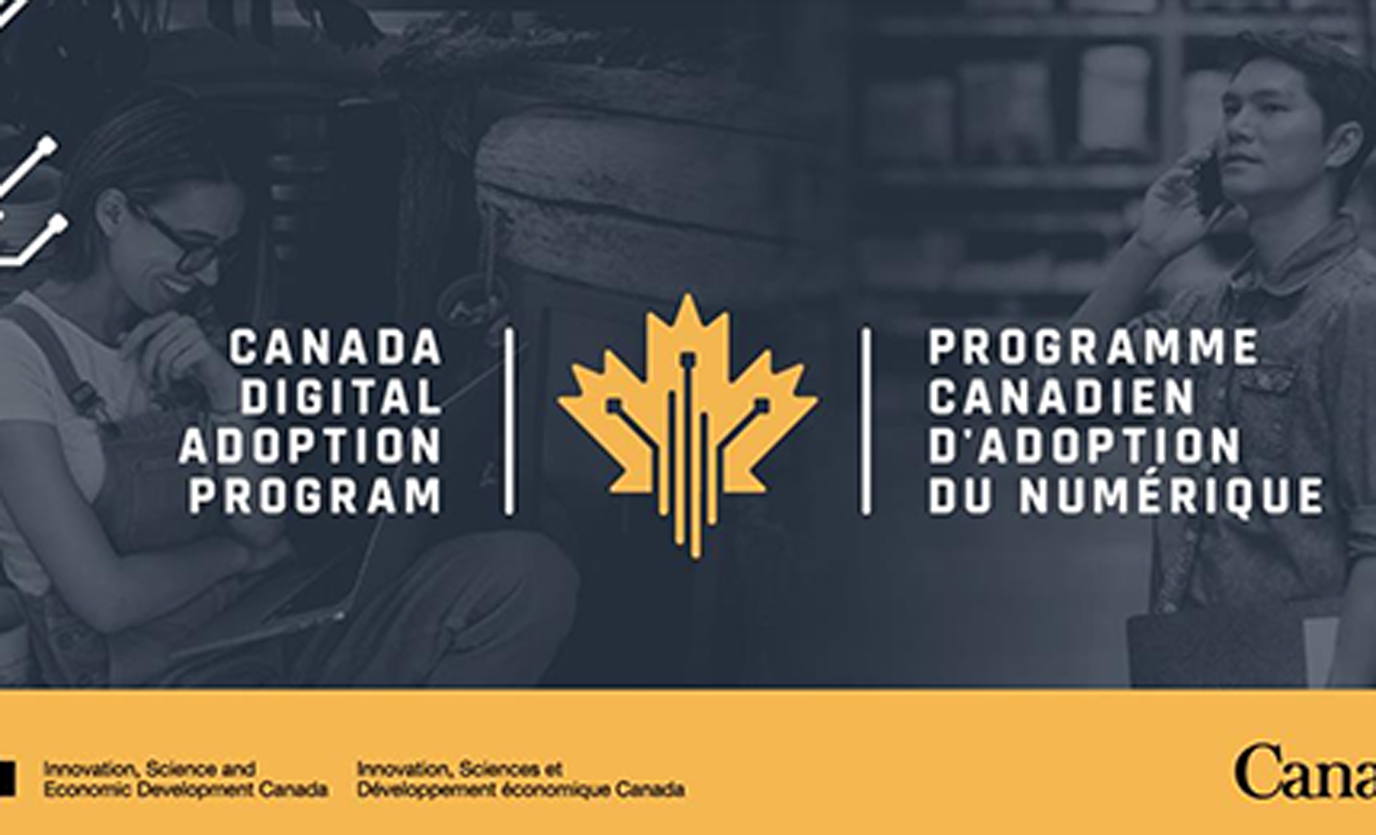 CANADA
DIGITAL
ADOPTION
PROGRAM
PROGRAMME
CANADIEN
D'ADOPTION
DU NUMÉRIQUE
Innovation, Science and
Economic Development Canada
Innovation, Sciences et
Développement économique Canada
Cana